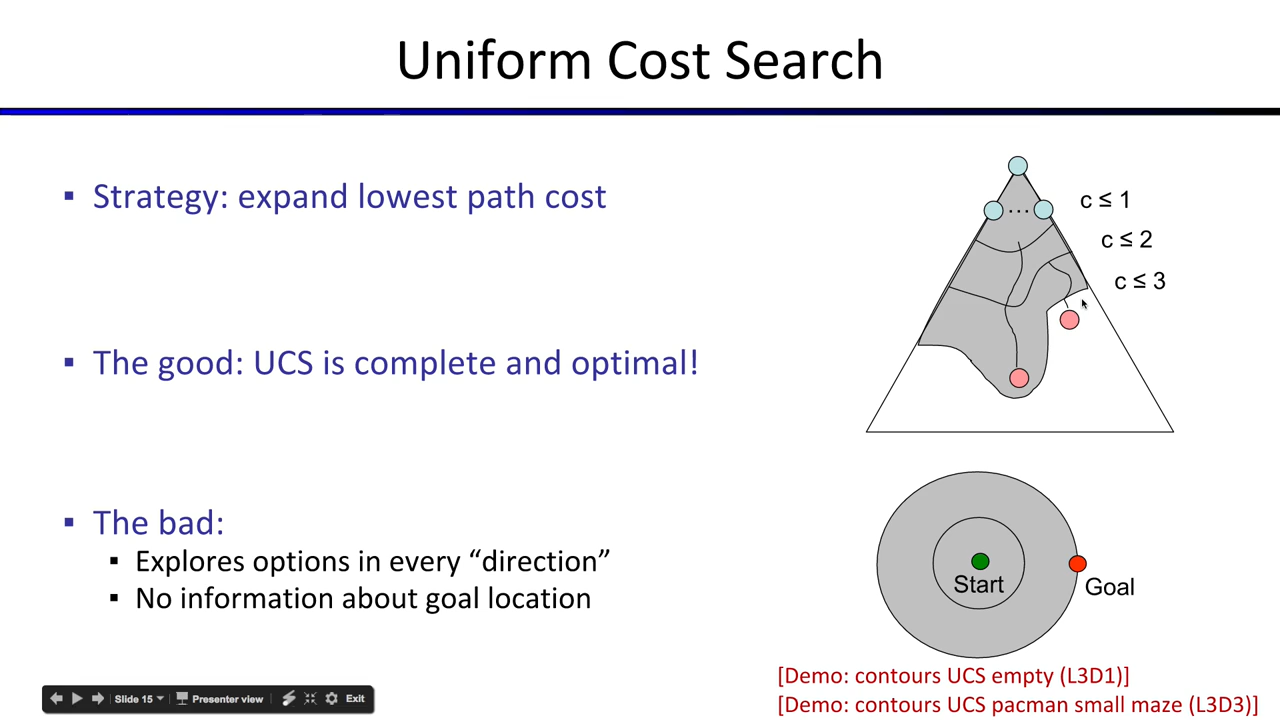 Uniform Cost Search
▪ Strategy: expand lowest path cost
...
c ≤ 1
c ≤ 2
c ≤ 3
▪ The good: UCS is complete and optimal!
▪ The bad:
▪ Explores options in every “direction”
▪ No information about goal location
Start
Goal
[Demo: contours UCS empty (L3D1)]
[Demo: contours UCS pacman small maze (L3D3)]
Slide 15
Presenter view
Exit